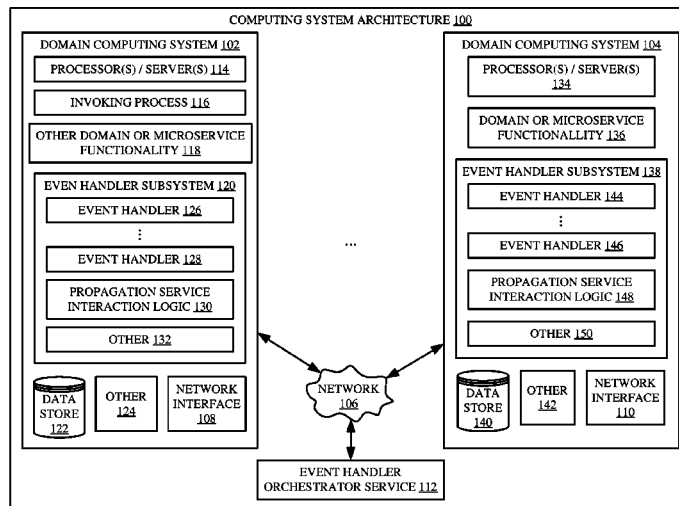 COMPUTING SYSTEM ARCHITECTURE 100
DOMAIN COMPUTING SYSTEM 102
PROCESSOR(S) / SERVER(S) 114
INVOKING PROCESS 116
OTHER DOMAIN OR MICROSERVICE
FUNCTIONALITY 118
EVEN HANDLER SUBSYSTEM 120
EVENT HANDLER 126
⋮
EVENT HANDLER 128
PROPAGATION SERVICE
INTERACTION LOGIC 130
OTHER 132
DATA
STORE
122
OTHER
124
NETWORK
INTERFACE
108
...
NETWORK
106
EVENT HANDLER
ORCHESTRATOR SERVICE 112
DOMAIN COMPUTING SYSTEM 104
PROCESSOR(S) / SERVER(S)
134
DOMAIN OR MICROSERVICE
FUNCTIONALLITY 136
EVENT HANDLER SUBSYSTEM 138
EVENT HANDLER 144
⋮
EVENT HANDLER 146
PROPAGATION SERVICE
INTERACTION LOGIC 148
OTHER 150
DATA
STORE
140
OTHER
142
NETWORK
INTERFACE
110